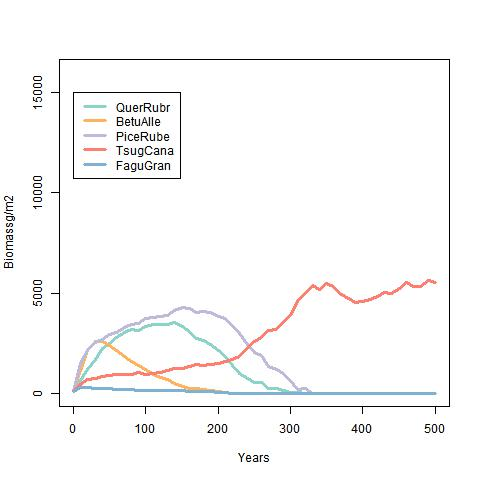 15000
10000
5000
0
Biomassg/m2
QuerRubr
BetuAlle
PiceRube
TsugCana
FaguGran
0 100 200 300 400 500
Years